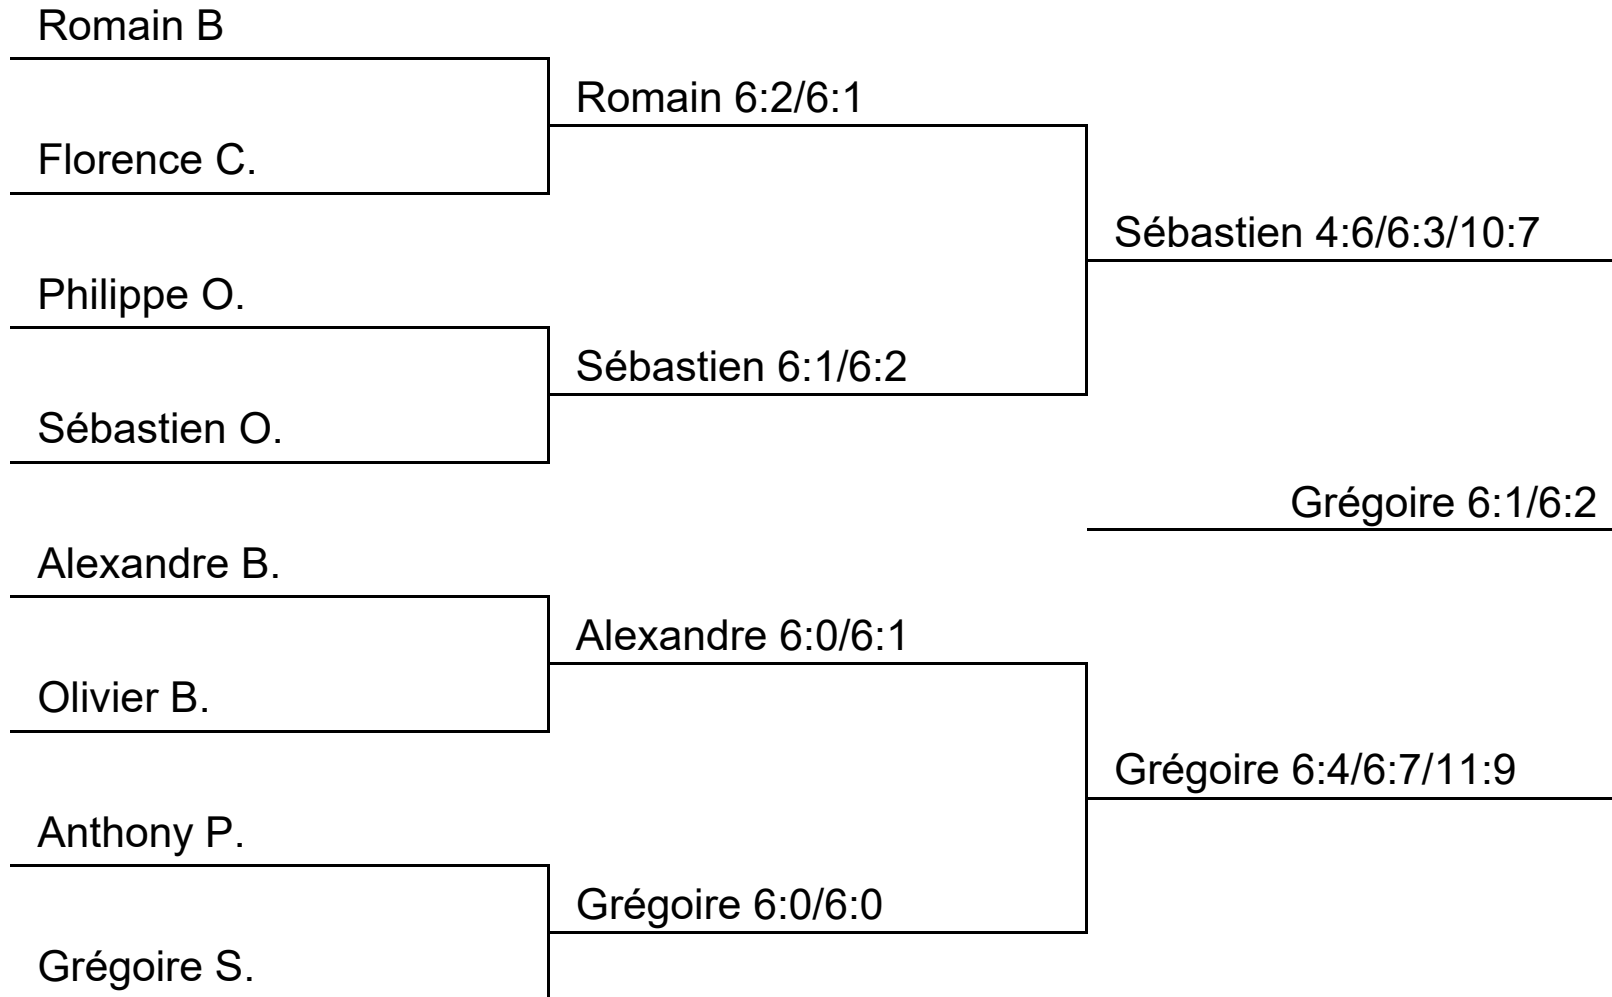 Romain B
Romain 6:2/6:1
Florence C.
Sébastien 4:6/6:3/10:7
Philippe O.
Sébastien 6:1/6:2
Sébastien O.
Grégoire 6:1/6:2
Alexandre B.
Alexandre 6:0/6:1
Olivier B.
Grégoire 6:4/6:7/11:9
Anthony P.
Grégoire 6:0/6:0
Grégoire S.